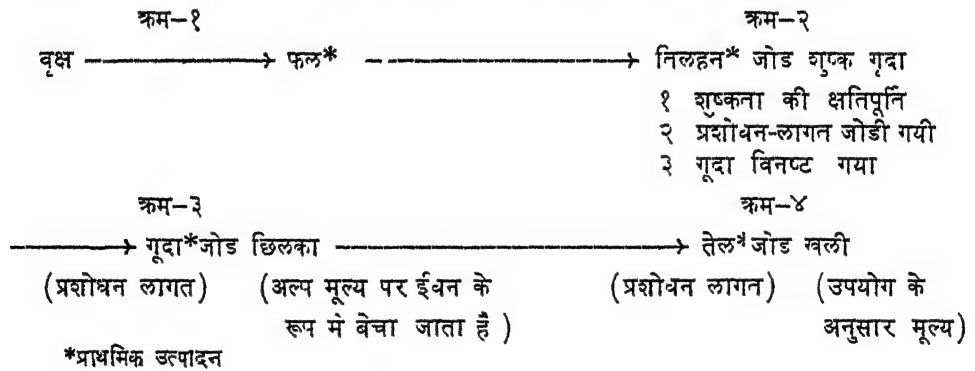 क्रम-१ क्रम-२
वृक्ष ⟶ फल* ⟶ तिलहन* जोड शुष्क गूदा
१ शुष्कना की क्षतिपूर्ति
२ प्रशोधन-लागत जोडी गयी
३ गूदा विनष्ट गया
क्रम-३ क्रम-४
⟶ गूदा*जोड छिलका ⟶ तेल*जोड खली
(प्रशोधन लागत) (अल्प मूल्य पर ईधन के (प्रशोधन लागन) (उपयोग के
रूप मे बेचा जाता है ) अनुसार मूल्य)
*प्राथमिक उत्पादन